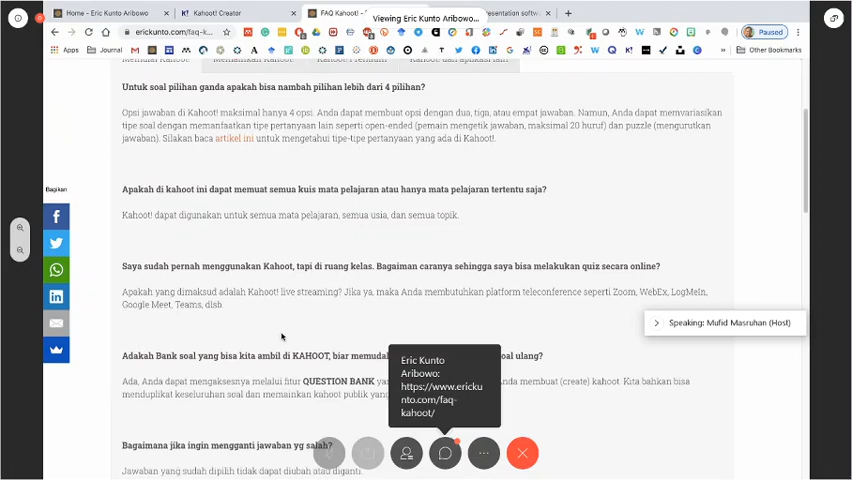 Home - Eric Kunto Aribowo
Kahoot! Creator
FAQ Kahoot! -
Viewing Eric Kunto Aribowo...
resentation softw
erickunto.com/faq-k...
Paused
Apps
Journal
Other Bookmarks
Memainkan Kahoot!
Untuk soal pilihan ganda apakah bisa nambah pilihan lebih dari 4 pilihan?
Opsi jawaban di Kahoot! maksimal hanya 4 opsi. Anda dapat membuat opsi dengan dua, tiga, atau empat jawaban. Namun, Anda dapat memvariasikan
tipe soal dengan memanfaatkan tipe pertanyaan lain seperti open-ended (pemain mengetik jawaban, maksimal 20 huruf) dan puzzle (mengurutkan
jawaban). Silakan baca artikel ini untuk mengetahui tipe-tipe pertanyaan yang ada di Kahoot!.
Apakah di kahoot ini dapat memuat semua kuis mata pelajaran atau hanya mata pelajaran tertentu saja?
Bagikan
Kahoot! dapat digunakan untuk semua mata pelajaran, semua usia, dan semua topik.
Saya sudah pernah menggunakan Kahoot, tapi di ruang kelas. Bagaiman caranya sehingga saya bisa melakukan quiz secara online?
Apakah yang dimaksud adalah Kahoot! live streaming? Jika ya, maka Anda membutuhkan platform teleconference seperti Zoom, WebEx, LogMeIn,
Google Meet, Teams, dlsb.
Speaking: Mufid Masruhan (Host)
Adakah Bank soal yang bisa kita ambil di KAHOOT, biar memudal
oal ulang?
Eric Kunto
Aribowo:
https://www.ericku
nto.com/faq-
kahoot/
Ada, Anda dapat mengaksesnya melalui fitur QUESTION BANK ya
Anda membuat (create) kahoot. Kita bahkan bisa
menduplikat keseluruhan soal dan memainkan kahoot publik yang
Bagaimana jika ingin mengganti jawaban yg salah?
Jawaban yang sudah dipilih tidak dapat diubah atau diganti.